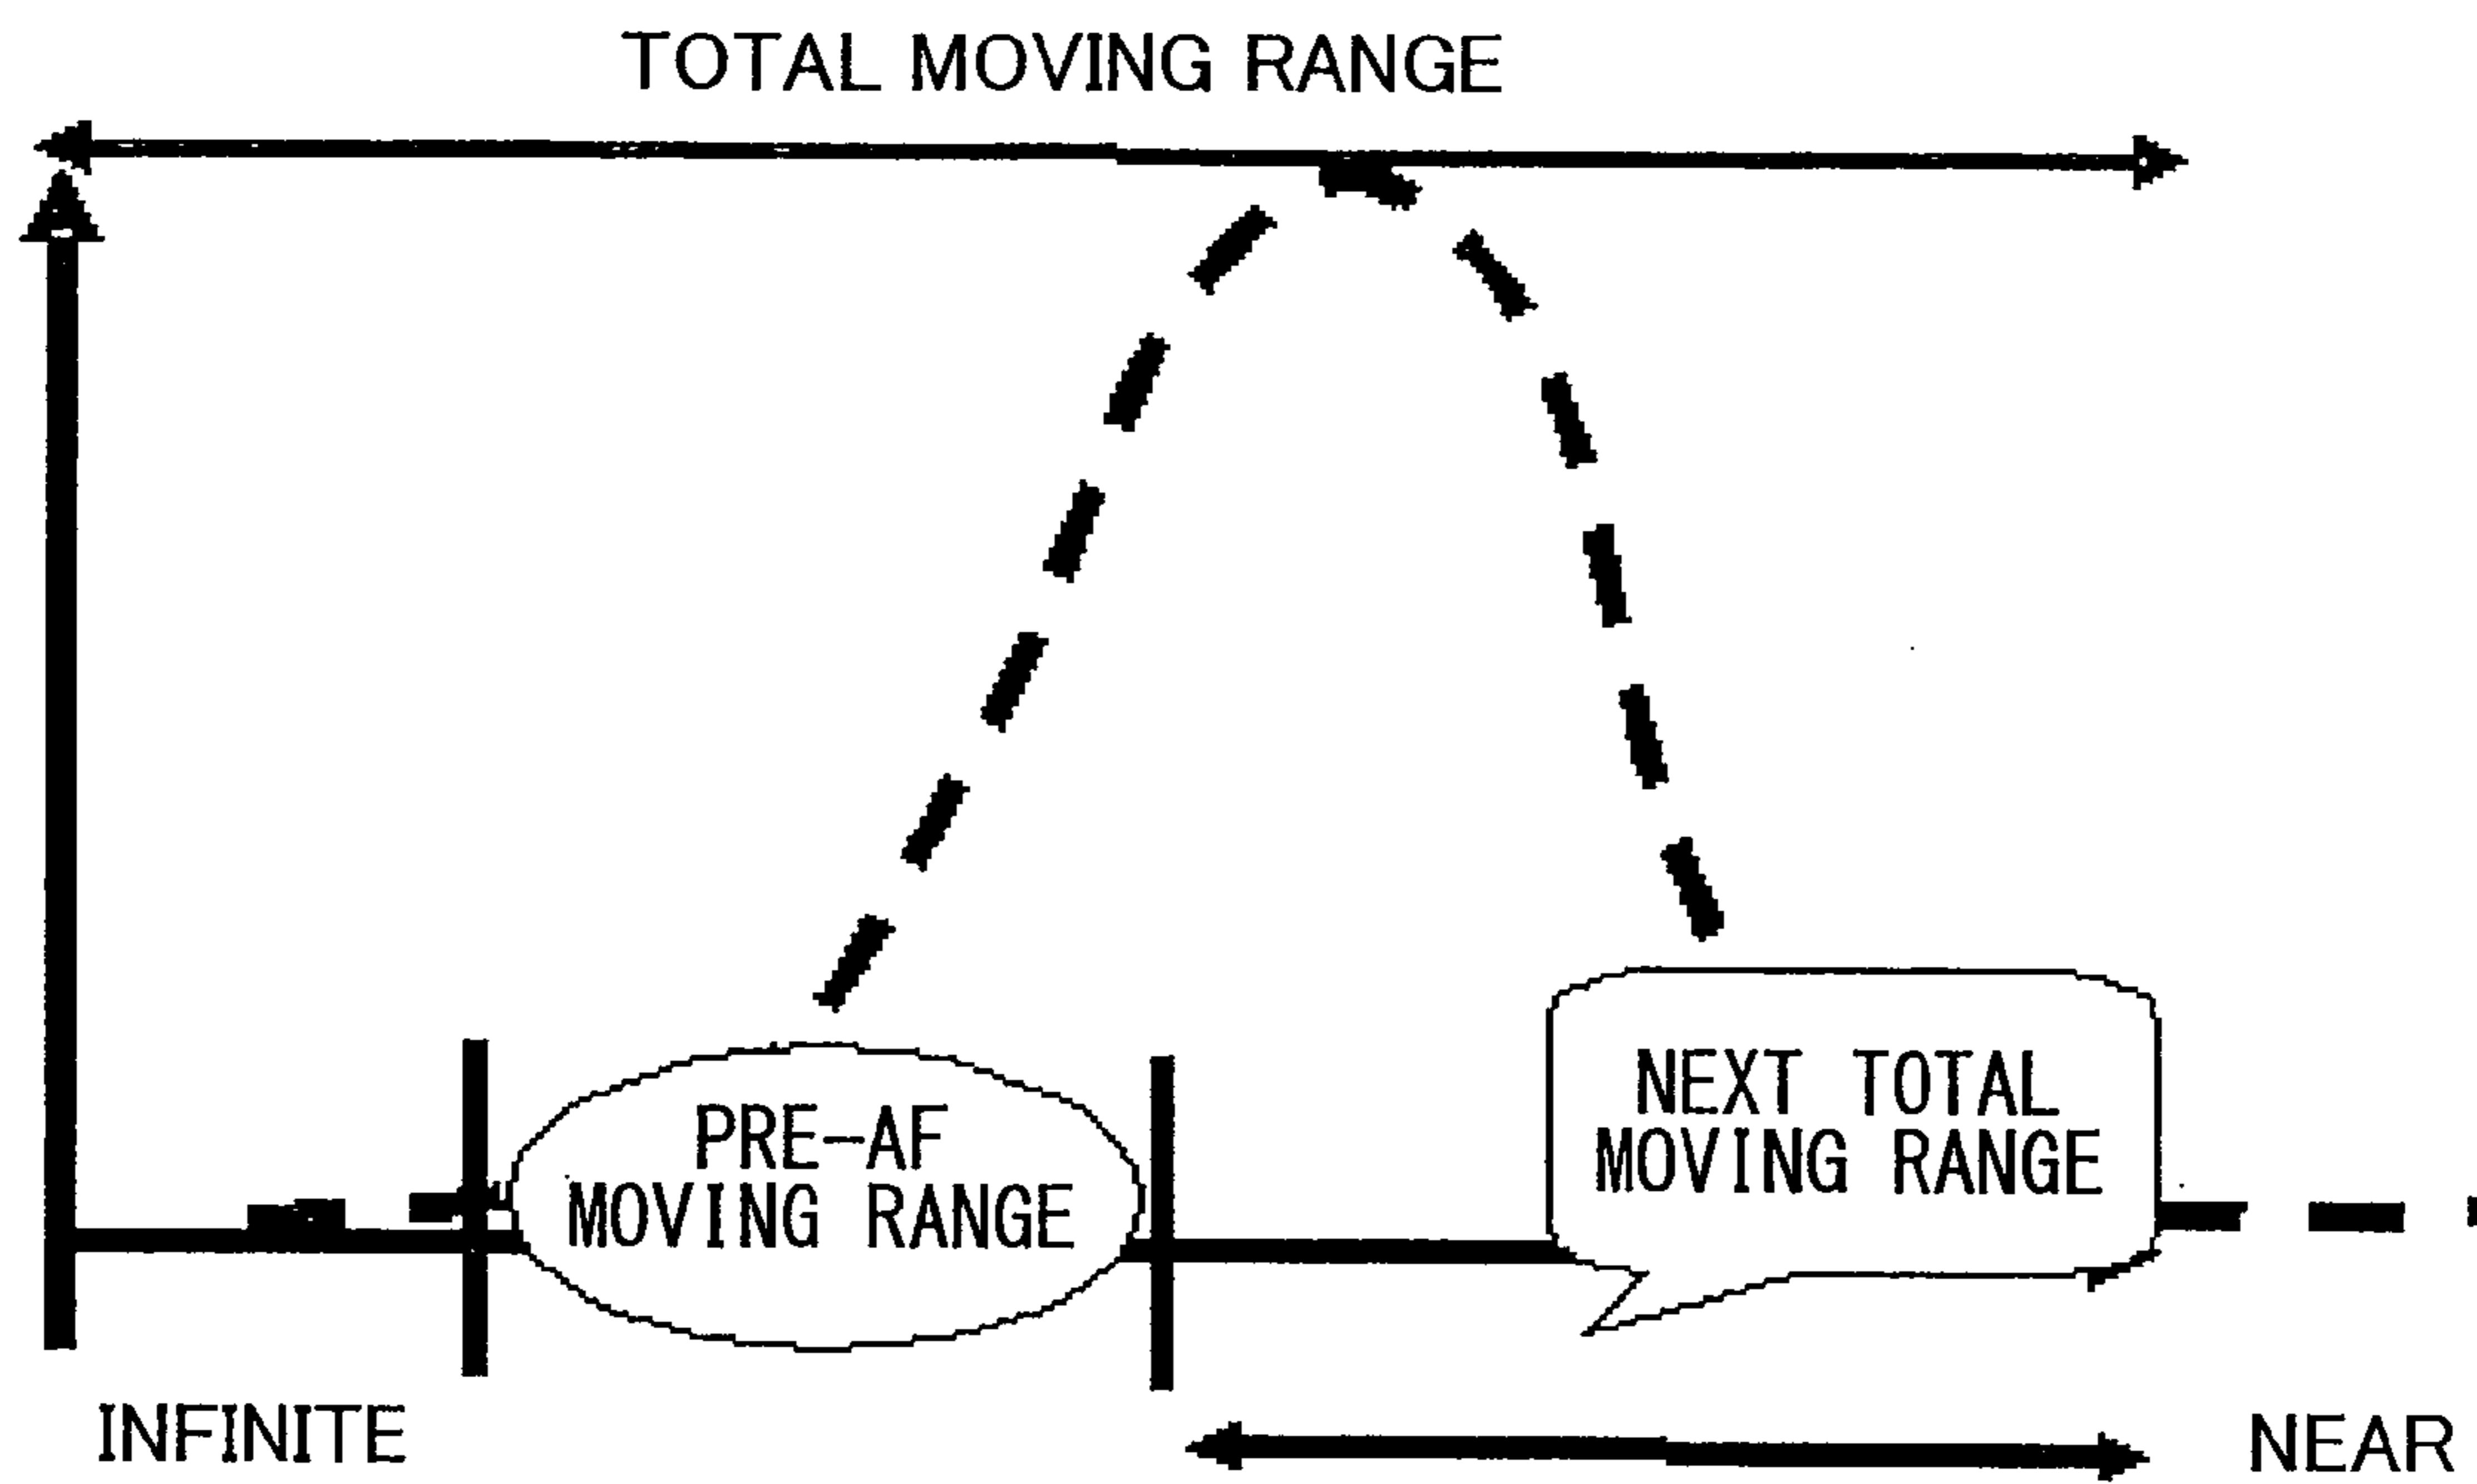 TOTAL MOVING RANGE
PRE-AF
MOVING RANGE
NEXT TOTAL
MOVING RANGE
INFINITE
NEAR